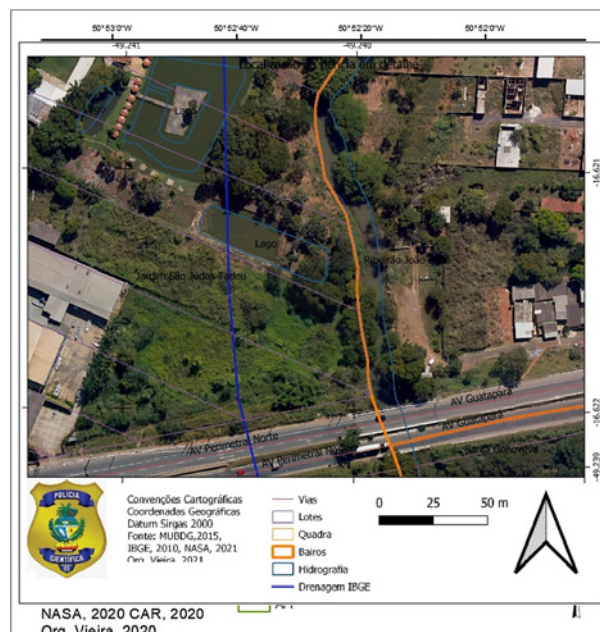 50°53'0"W 50°52'40"W 50°52'20"W 50°52'0"W
-49.241 -49.240
Local
em detalhe
-16.621
Lago
Ribeirão João
Jardim São Judas Tadeu
AV Guatapara
-16.622
AV Guatapara
AV Perimetral Norte
AV Perimetral Norte
Santa Genoveva
-49.239
POLÍCIA
CIENTÍFICA
Convenções Cartográficas
Coordenadas Geográficas
Datum Sirgas 2000
Fonte: MUBDG,2015,
IBGE, 2010, NASA, 2021
Org. Vieira, 2021
Vias
Lotes
Quadra
Bairos
Hidrografia
Drenagem IBGE
0 25 50 m
NASA, 2020 CAR, 2020
Org. Vieira, 2020